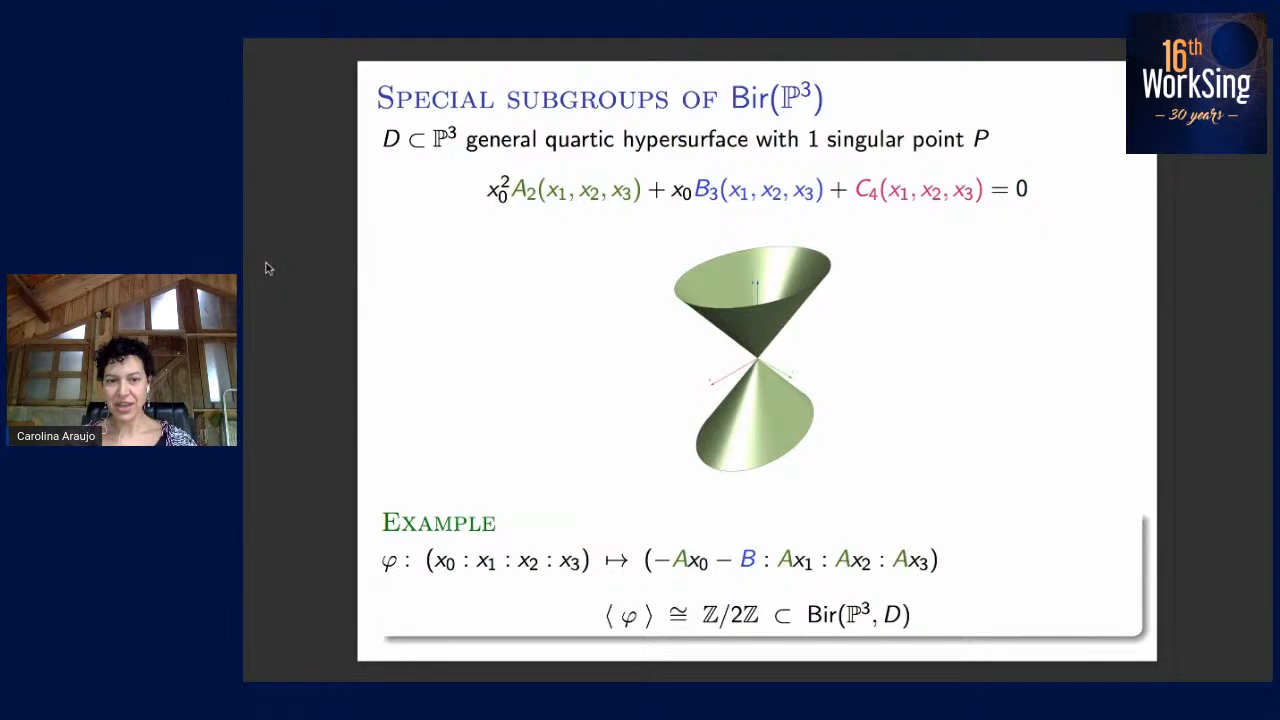 16th
WorkSing
— 30 years —
SPECIAL SUBGROUPS OF Bir(ℙ³)
D ⊂ ℙ³ general quartic hypersurface with 1 singular point P
x₀²A₂(x₁, x₂, x₃) + x₀B₃(x₁, x₂, x₃) + C₄(x₁, x₂, x₃) = 0
Carolina Araujo
EXAMPLE
φ : (x₀ : x₁ : x₂ : x₃) ↦ (−Ax₀ − B : Ax₁ : Ax₂ : Ax₃)
⟨ φ ⟩ ≅ ℤ/2ℤ ⊂ Bir(ℙ³, D)